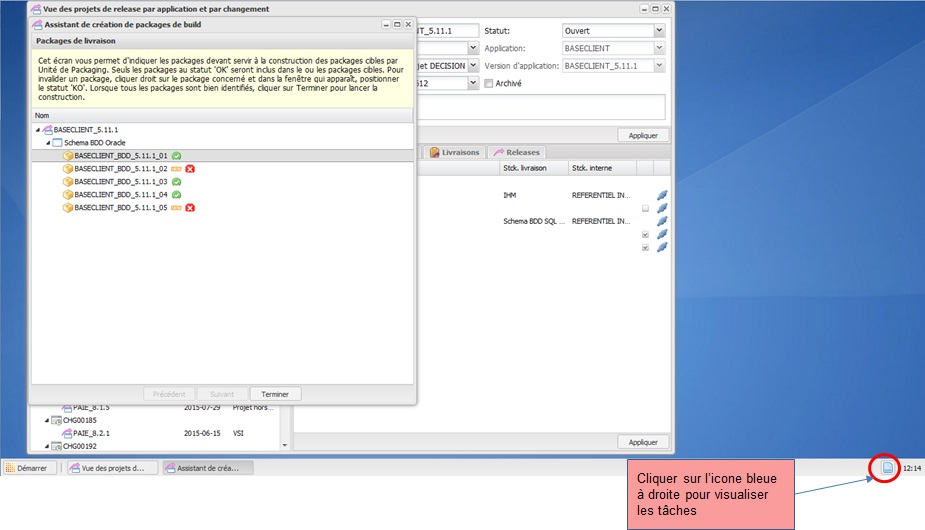 Vue des projets de release par application et par changement
Assistant de création de packages de build
Packages de livraison
Cet écran vous permet d'indiquer les packages devant servir à la construction des packages cibles par
Unité de Packaging. Seuls les packages au statut 'OK' seront inclus dans le ou les packages cibles. Pour
invalider un package, cliquer droit sur le package concerné et dans la fenêtre qui apparaît, positionner
le statut 'KO'. Lorsque tous les packages sont bien identifiés, cliquer sur Terminer pour lancer la
construction.
Nom
BASECLIENT_5.11.1
Schema BDD Oracle
BASECLIENT_BDD_5.11.1_01
BASECLIENT_BDD_5.11.1_02
BASECLIENT_BDD_5.11.1_03
BASECLIENT_BDD_5.11.1_04
BASECLIENT_BDD_5.11.1_05
Précédent Suivant Terminer
NT_5.11.1 Statut: Ouvert
Application: BASECLIENT
jet DECISION Version d'application: BASECLIENT_5.11.1
612 Archivé
Appliquer
Livraisons Releases
Stck. livraison Stck. interne
IHM REFERENTIEL IN...
Schema BDD SQL ... REFERENTIEL IN...
PAIE_8.1.5 2015-07-29 Projet hors...
CHG00185
PAIE_8.2.1 2015-06-15 VSI
CHG00192
Appliquer
Démarrer Vue des projets d... Assistant de créa... 12:14
Cliquer sur l'icone bleue
à droite pour visualiser
les tâches